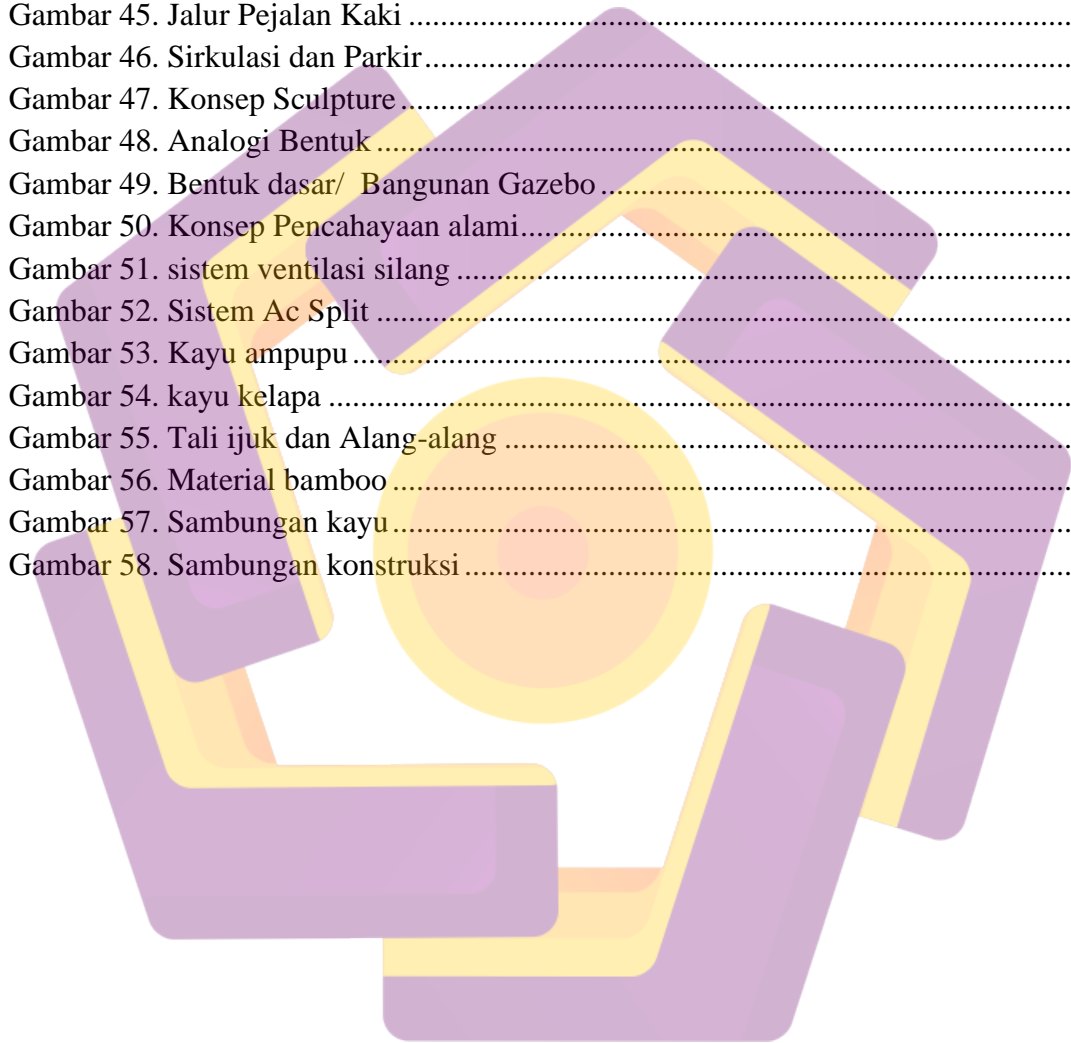 Gambar 45. Jalur Pejalan Kaki ........................................................................................
Gambar 46. Sirkulasi dan Parkir.....................................................................................
Gambar 47. Konsep Sculpture.........................................................................................
Gambar 48. Analogi Bentuk ............................................................................................
Gambar 49. Bentuk dasar/  Bangunan Gazebo ...............................................................
Gambar 50. Konsep Pencahayaan alami..........................................................................
Gambar 51. sistem ventilasi silang ..................................................................................
Gambar 52. Sistem Ac Split ............................................................................................
Gambar 53. Kayu ampupu ...............................................................................................
Gambar 54. kayu kelapa ..................................................................................................
Gambar 55. Tali ijuk dan Alang-alang ............................................................................
Gambar 56. Material bamboo..........................................................................................
Gambar 57. Sambungan kayu..........................................................................................
Gambar 58. Sambungan konstruksi.................................................................................